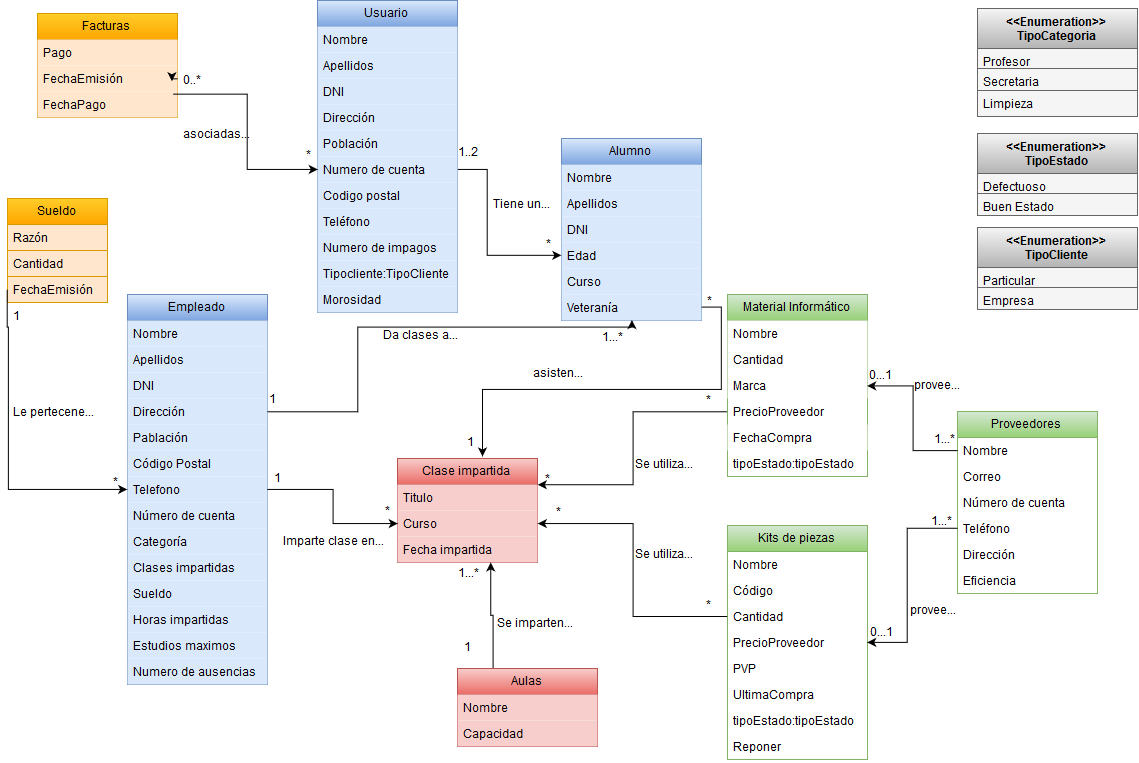 Facturas
Pago
FechaEmisión
FechaPago
0..*
asociadas...
*
Usuario
Nombre
Apellidos
DNI
Dirección
Población
Numero de cuenta
Codigo postal
Teléfono
Numero de impagos
Tipocliente:TipoCliente
Morosidad
1..2
Tiene un...
*
Alumno
Nombre
Apellidos
DNI
Edad
Curso
Veteranía
*
1...*
<<Enumeration>>
TipoCategoria
Profesor
Secretaria
Limpieza
<<Enumeration>>
TipoEstado
Defectuoso
Buen Estado
<<Enumeration>>
TipoCliente
Particular
Empresa
Sueldo
Razón
Cantidad
FechaEmisión
1
Le pertecene...
*
Empleado
Nombre
Apellidos
DNI
Dirección
Pablación
Código Postal
Telefono
Número de cuenta
Categoría
Clases impartidas
Sueldo
Horas impartidas
Estudios maximos
Numero de ausencias
Da clases a...
1
1
Imparte clase en...
*
asisten...
1
Clase impartida
Titulo
Curso
Fecha impartida
1...*
Se imparten...
1
Aulas
Nombre
Capacidad
*
Se utiliza...
*
*
Se utiliza...
*
Material Informático
Nombre
Cantidad
Marca
PrecioProveedor
FechaCompra
tipoEstado:tipoEstado
0...1
provee...
1...*
Kits de piezas
Nombre
Código
Cantidad
PrecioProveedor
PVP
UltimaCompra
tipoEstado:tipoEstado
Reponer
0...1
provee...
1...*
Proveedores
Nombre
Correo
Número de cuenta
Teléfono
Dirección
Eficiencia